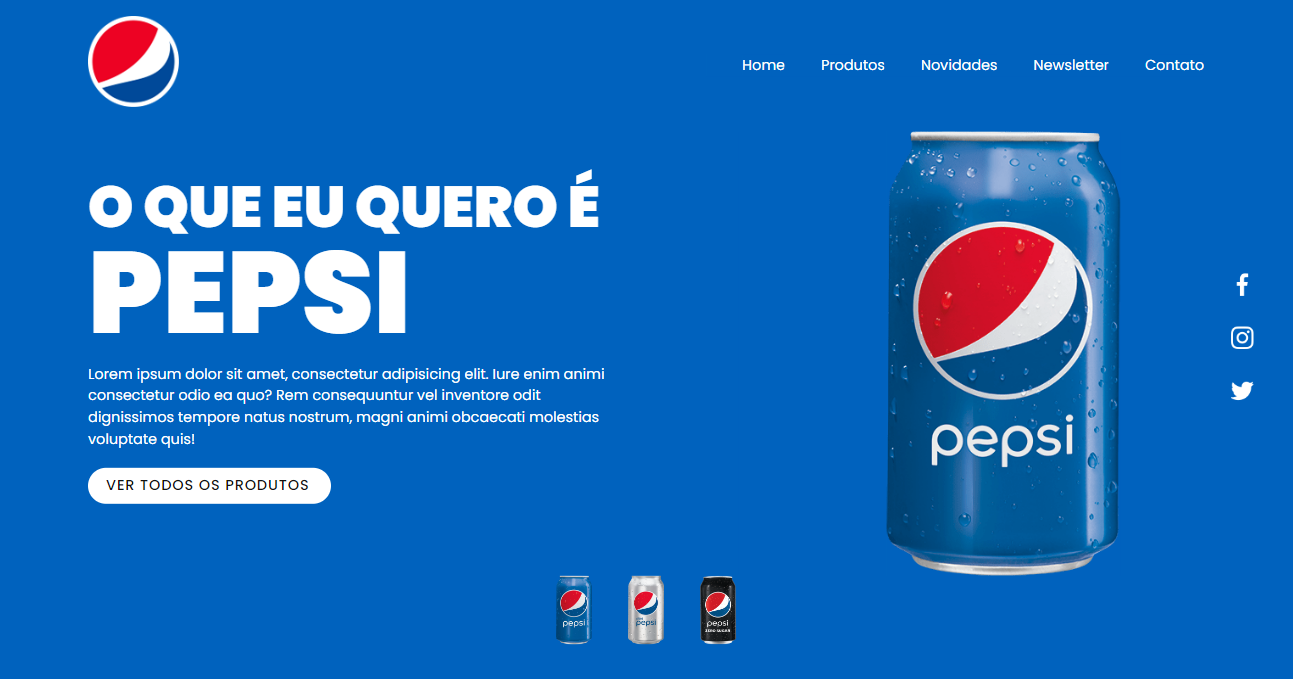 Home Produtos Novidades Newsletter Contato
O QUE EU QUERO É
PEPSI
Lorem ipsum dolor sit amet, consectetur adipisicing elit. Iure enim animi
consectetur odio ea quo? Rem consequuntur vel inventore odit
dignissimos tempore natus nostrum, magni animi obcaecati molestias
voluptate quis!
VER TODOS OS PRODUTOS
pepsi
pepsi
pepsi
pepsi
ZERO SUGAR